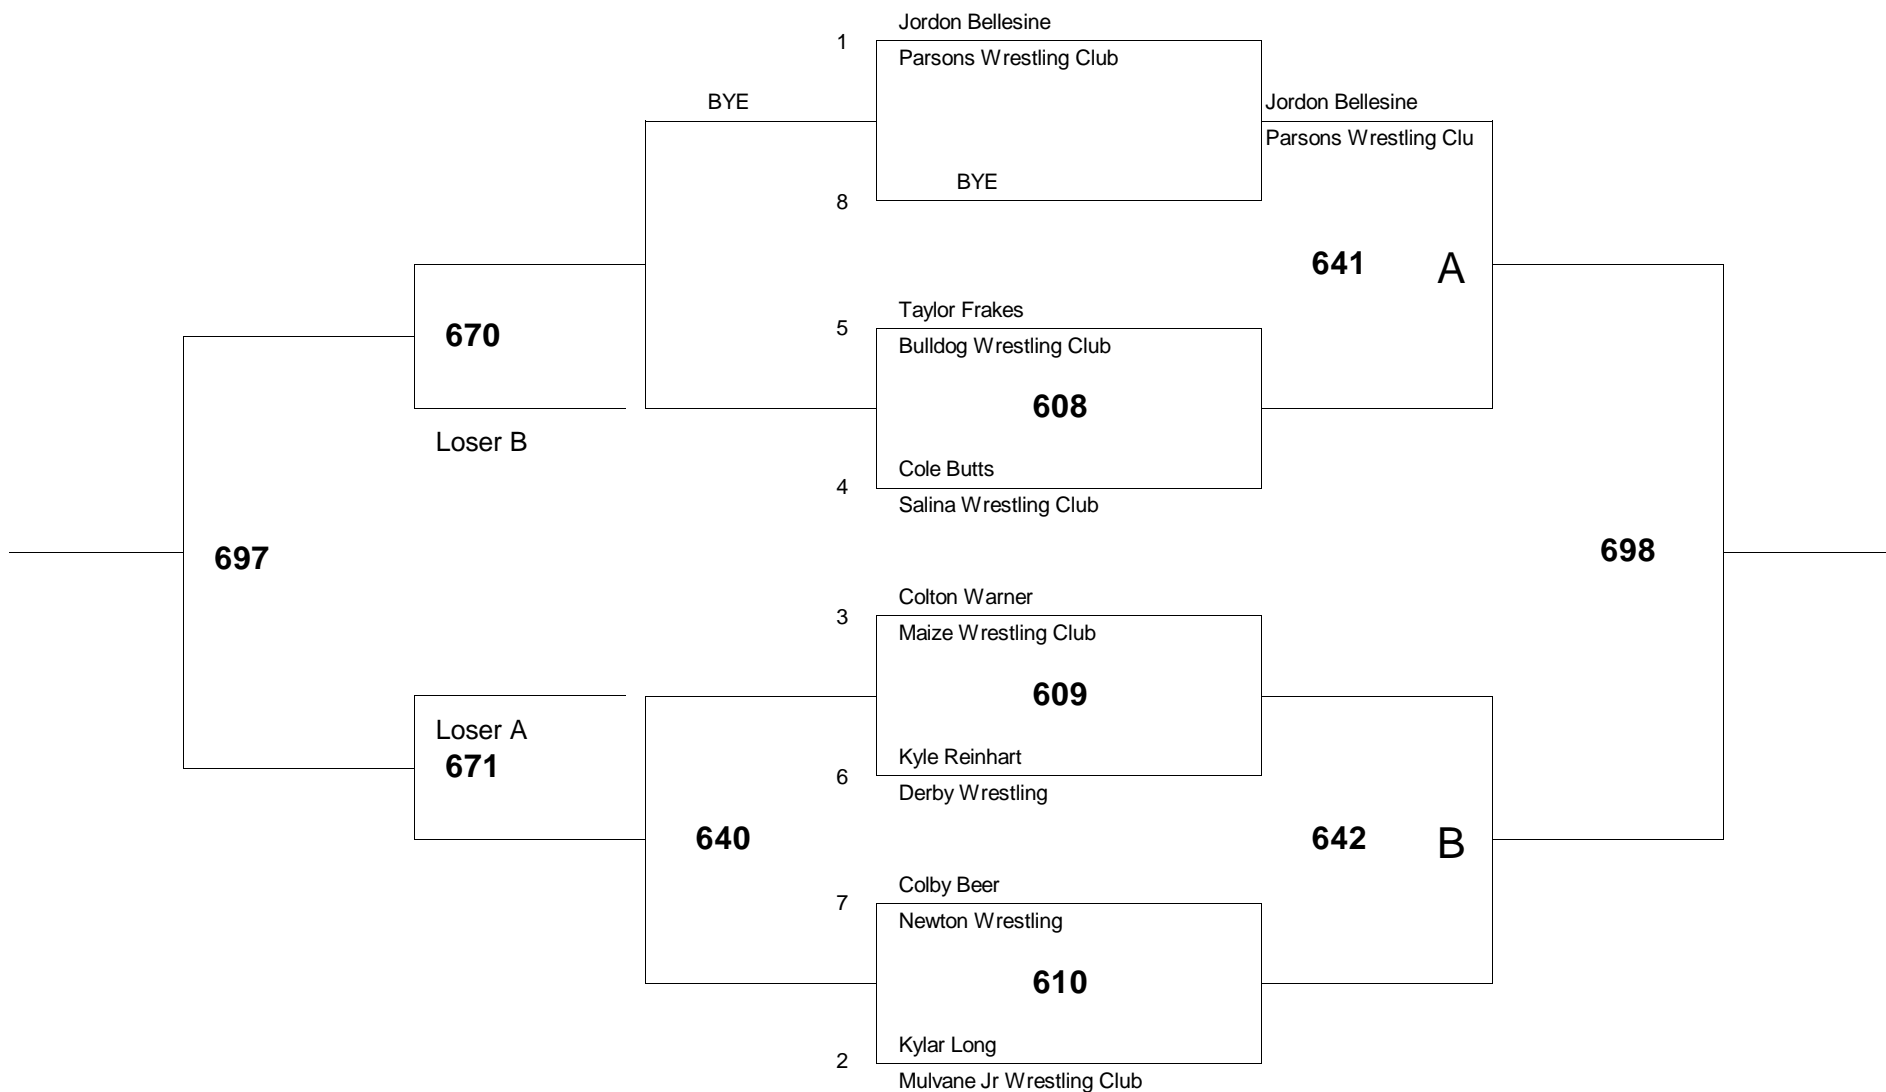 Jordon Bellesine
1
Parsons Wrestling Club
BYE
Jordon Bellesine
Parsons Wrestling Clu
BYE
8
641
A
Taylor Frakes
5
670
Bulldog Wrestling Club
608
Loser B
Cole Butts
4
Salina Wrestling Club
697
698
Colton Warner
3
Maize Wrestling Club
609
Loser A
671
Kyle Reinhart
6
Derby Wrestling
640
642
B
Colby Beer
7
Newton Wrestling
610
Kylar Long
2
Mulvane Jr Wrestling Club